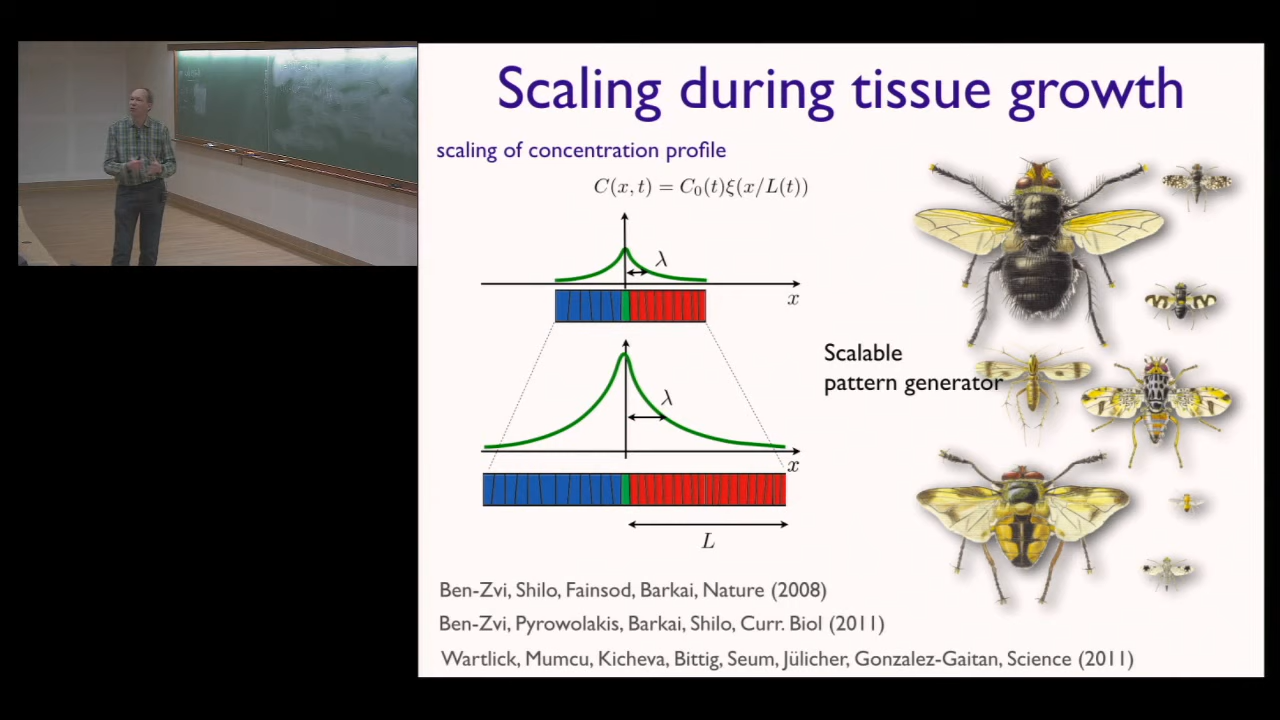 Scaling during tissue growth
scaling of concentration profile
C(x, t) = C₀(t)ξ(x/L(t))
λ
x
Scalable
pattern generator
λ
x
L
Ben-Zvi, Shilo, Fainsod, Barkai, Nature (2008)
Ben-Zvi, Pyrowolakis, Barkai, Shilo, Curr. Biol (2011)
Wartlick, Mumcu, Kicheva, Bittig, Seum, Jülicher, Gonzalez-Gaitan, Science (2011)